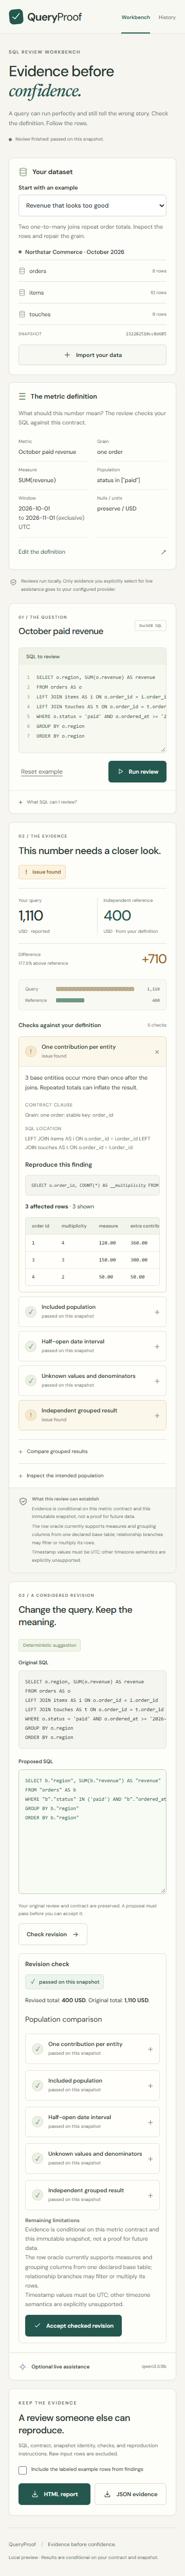 QueryProof
Workbench
History
SQL REVIEW WORKBENCH
Evidence before
confidence.
A query can run perfectly and still tell the wrong story. Check
the definition. Follow the rows.
Review finished: passed on this snapshot.
Your dataset
Start with an example
Revenue that looks too good
Two one-to-many joins repeat order totals. Inspect the
rows and repair the grain.
Northstar Commerce · October 2026
orders
8 rows
items
touches
SNAPSHOT
Import your data
The metric definition
What should this number mean? The review checks your
SQL against this contract.
Metric
Grain
October paid revenue
one order
Measure
Population
SUM(revenue)
status in ["paid"]
Window
Nulls / units
2026-10-01
preserve / USD
to 2026-11-01 (exclusive)
UTC
Edit the definition
Reviews run locally. Only evidence you explicitly select for live
assistance goes to your configured provider.
01 / THE QUESTION
October paid revenue
DuckDB SQL
SQL to review
1 SELECT o.region, SUM(o.revenue) AS revenue
2 FROM orders AS o
3 LEFT JOIN items AS i ON o.order_id = i.order_i
4 LEFT JOIN touches AS t ON o.order_id = t.order
5 WHERE o.status = 'paid' AND o.ordered_at >= '2
6 GROUP BY o.region
7 ORDER BY o.region
Reset example
Run review
What SQL can I review?
02 / THE EVIDENCE
This number needs a closer look.
! Issue found
Your query
Independent reference
1,110
400
USD · reported
USD · from your definition
Difference
177.5% above reference
+710
Query
1,110
Reference
400
Checks against your definition
5 checks
One contribution per entity
issue found
3 base entities occur more than once after the
joins. Repeated totals can inflate the result.
CONTRACT CLAUSE
Grain: one order; stable key: order_id
SQL LOCATION
LEFT JOIN items AS i ON o.order_id = i.order_id LEFT
JOIN touches AS t ON o.order_id = t.order_id
Reproduce this finding
SELECT o.order_id, COUNT(*) AS __multiplicity FROM
3 affected rows · 3 shown
order id multiplicity measure extra contrib
1 4 120.00 360.00
3 3 150.00 300.00
4 2 50.00 50.00
Included population
passed on this snapshot
Half-open date interval
passed on this snapshot
Unknown values and denominators
passed on this snapshot
Independent grouped result
issue found
Compare grouped results
Inspect the intended population
What this review can establish
Evidence is conditional on this metric contract and this
immutable snapshot, not a proof for future data.
The row oracle currently supports measures and grouping
columns from one declared base table; relationship branches
may filter or multiply its rows.
Timestamp values must be UTC; other timezone semantics are
explicitly unsupported.
03 / A CONSIDERED REVISION
Change the query. Keep the
meaning.
Deterministic suggestion
Original SQL
SELECT o.region, SUM(o.revenue) AS revenue
FROM orders AS o
LEFT JOIN items AS i ON o.order_id = i.order_id
LEFT JOIN touches AS t ON o.order_id = t.order_id
WHERE o.status = 'paid' AND o.ordered_at >= '2026-
GROUP BY o.region
ORDER BY o.region
Proposed SQL
SELECT b."region", SUM(b."revenue") AS "revenue"
FROM "orders" AS b
WHERE "b"."status" IN ('paid') AND "b"."ordered_at
GROUP BY b."region"
ORDER BY b."region"
Your original review and contract are preserved. A proposal must
pass before you can accept it.
Check revision
Revision check
passed on this snapshot
Revised total: 400 USD. Original total: 1,110 USD.
Population comparison
One contribution per entity
passed on this snapshot
Included population
passed on this snapshot
Half-open date interval
passed on this snapshot
Unknown values and denominators
passed on this snapshot
Independent grouped result
passed on this snapshot
Remaining limitations
Evidence is conditional on this metric contract and
this immutable snapshot, not a proof for future
data.
The row oracle currently supports measures and
grouping columns from one declared base table;
relationship branches may filter or multiply its
rows.
Timestamp values must be UTC; other timezone
semantics are explicitly unsupported.
Accept checked revision
Optional live assistance
KEEP THE EVIDENCE
A review someone else can
reproduce.
SQL, contract, snapshot identity, checks, and reproduction
instructions. Raw input rows are excluded.
Include the labeled example rows from findings
HTML report
JSON evidence
QueryProof
Evidence before confidence.
Local preview · Results are conditional on your contract and snapshot.